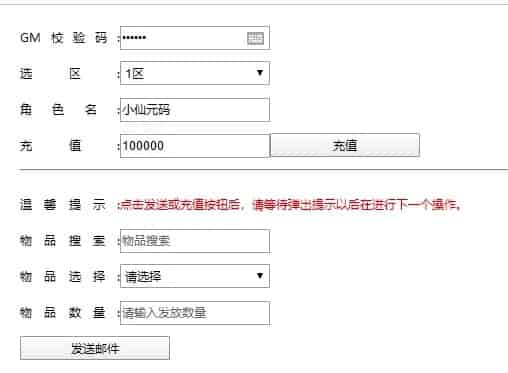 GM校验码:••••••
选区:1区
角色名:小仙元码
充值:100000 充值
温馨提示:点击发送或充值按钮后，请等待弹出提示以后在进行下一个操作。
物品搜索:物品搜索
物品选择:请选择
物品数量:请输入发放数量
发送邮件